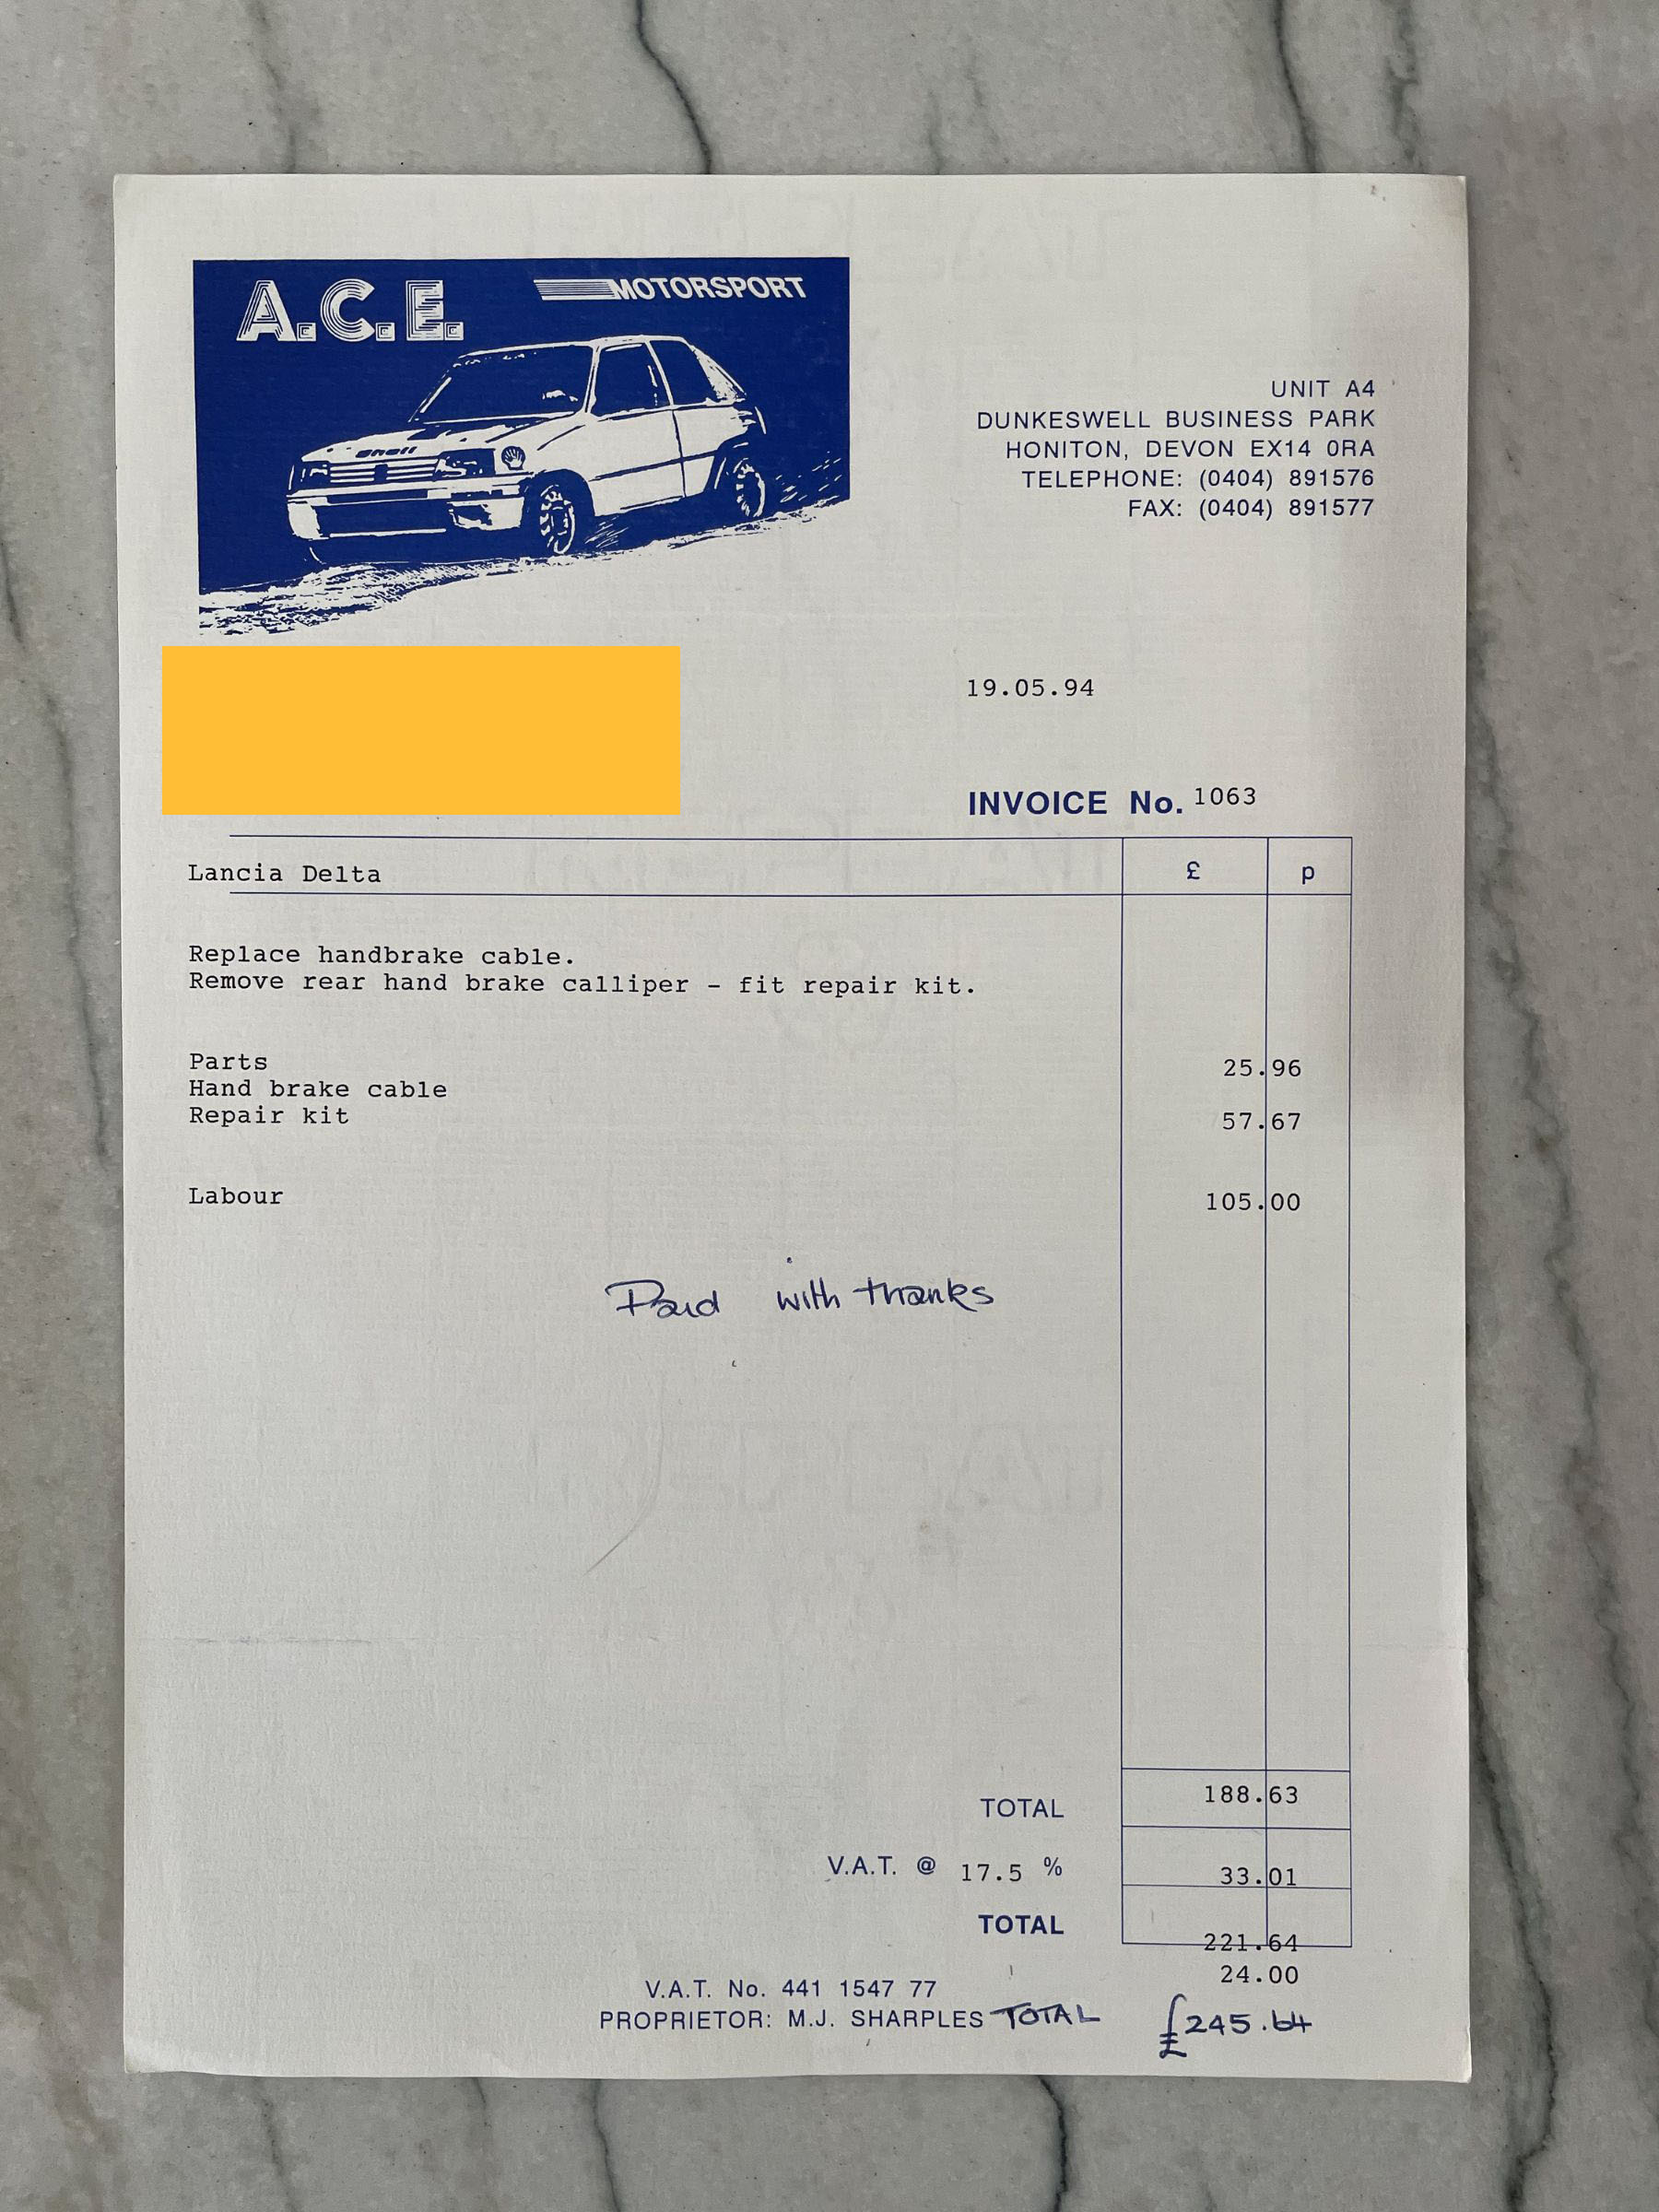 A.C.E. MOTORSPORT
Shell
UNIT A4
DUNKESWELL BUSINESS PARK
HONITON, DEVON EX14 0RA
TELEPHONE: (0404) 891576
FAX: (0404) 891577
19.05.94
INVOICE No. 1063
Lancia Delta £ p
Replace handbrake cable.
Remove rear hand brake calliper - fit repair kit.
Parts 25.96
Hand brake cable
Repair kit 57.67
Labour 105.00
Paid with thanks
TOTAL 188.63
V.A.T. @ 17.5 % 33.01
TOTAL 221.64
24.00
V.A.T. No. 441 1547 77
PROPRIETOR: M.J. SHARPLES TOTAL £245.64